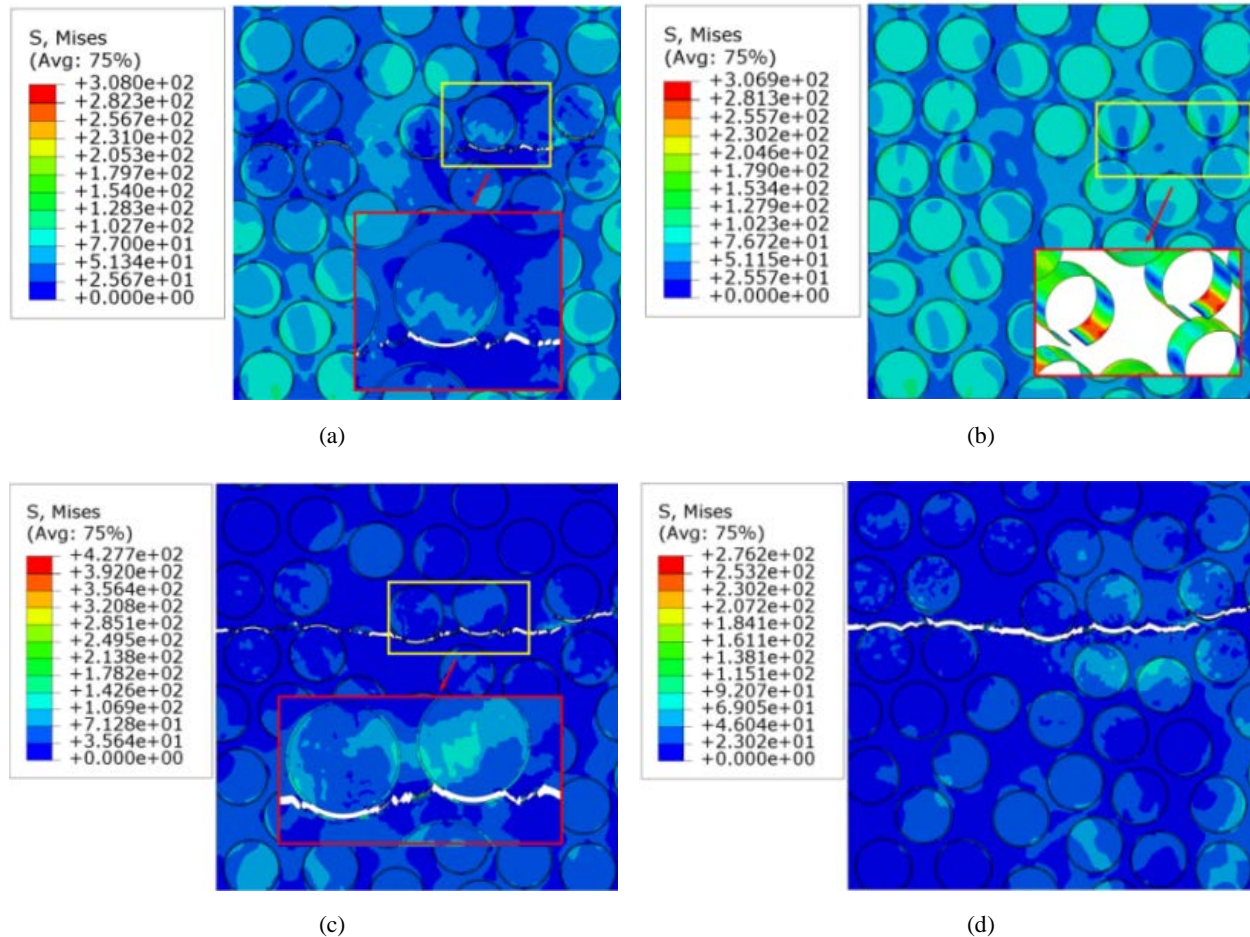 S, Mises
(Avg: 75%)
+3.080e+02
+2.823e+02
+2.567e+02
+2.310e+02
+2.053e+02
+1.797e+02
+1.540e+02
+1.283e+02
+1.027e+02
+7.700e+01
+5.134e+01
+2.567e+01
+0.000e+00
(a)
S, Mises
(Avg: 75%)
+3.069e+02
+2.813e+02
+2.557e+02
+2.302e+02
+2.046e+02
+1.790e+02
+1.534e+02
+1.279e+02
+1.023e+02
+7.672e+01
+5.115e+01
+2.557e+01
+0.000e+00
(b)
S, Mises
(Avg: 75%)
+4.277e+02
+3.920e+02
+3.564e+02
+3.208e+02
+2.851e+02
+2.495e+02
+2.138e+02
+1.782e+02
+1.426e+02
+1.069e+02
+7.128e+01
+3.564e+01
+0.000e+00
(c)
S, Mises
(Avg: 75%)
+2.762e+02
+2.532e+02
+2.302e+02
+2.072e+02
+1.841e+02
+1.611e+02
+1.381e+02
+1.151e+02
+9.207e+01
+6.905e+01
+4.604e+01
+2.302e+01
+0.000e+00
(d)